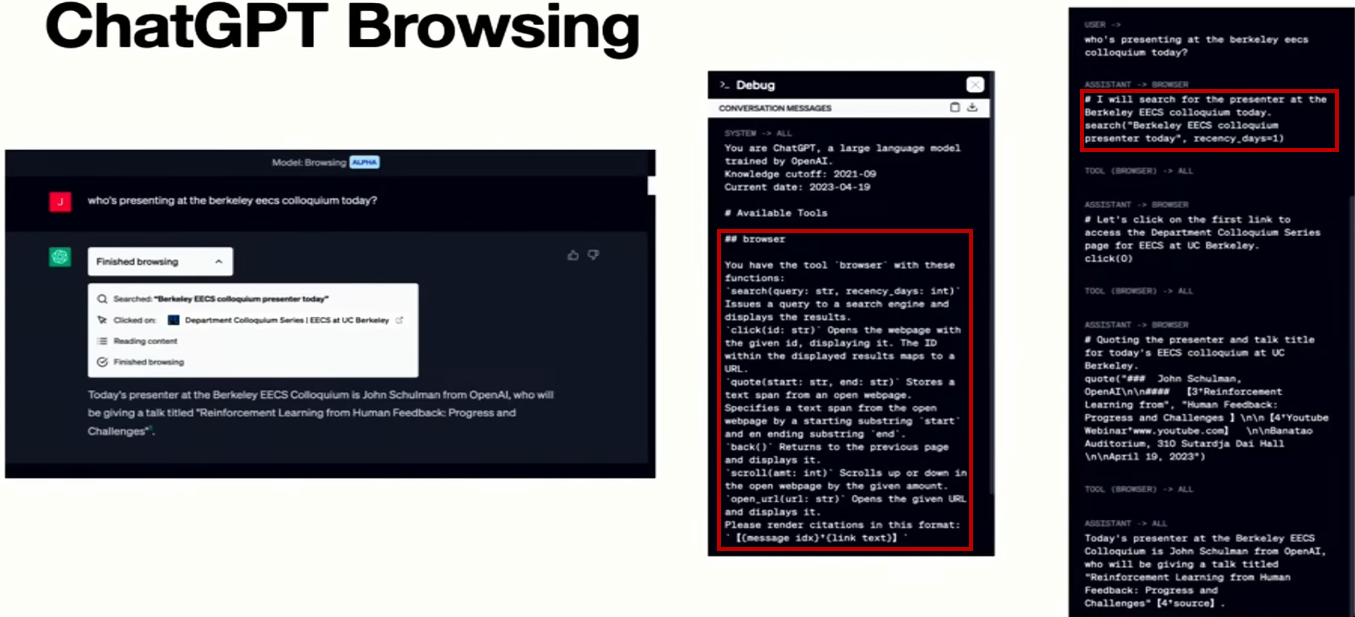 ChatGPT Browsing
Model: Browsing ALPHA
J
who's presenting at the berkeley eecs colloquium today?
Finished browsing
Searched: "Berkeley EECS colloquium presenter today"
Clicked on: Department Colloquium Series | EECS at UC Berkeley
Reading content
Finished browsing
Today's presenter at the Berkeley EECS Colloquium is John Schulman from OpenAI, who will
be giving a talk titled "Reinforcement Learning from Human Feedback: Progress and
Challenges".
>_ Debug
CONVERSATION MESSAGES
SYSTEM -> ALL
You are ChatGPT, a large language model
trained by OpenAI.
Knowledge cutoff: 2021-09
Current date: 2023-04-19
# Available Tools
## browser
You have the tool `browser` with these
functions:
`search(query: str, recency_days: int)`
Issues a query to a search engine and
displays the results.
`click(id: str)` Opens the webpage with
the given id, displaying it. The ID
within the displayed results maps to a
URL.
`quote(start: str, end: str)` Stores a
text span from an open webpage.
Specifies a text span from the open
webpage by a starting substring `start`
and en ending substring `end`.
`back()` Returns to the previous page
and displays it.
`scroll(amt: int)` Scrolls up or down in
the open webpage by the given amount.
`open_url(url: str)` Opens the given URL
and displays it.
Please render citations in this format:
`【{message idx}*{link text}】`
USER ->
who's presenting at the berkeley eecs
colloquium today?
ASSISTANT -> BROWSER
# I will search for the presenter at the
Berkeley EECS colloquium today.
search("Berkeley EECS colloquium
presenter today", recency_days=1)
TOOL (BROWSER) -> ALL
ASSISTANT -> BROWSER
# Let's click on the first link to
access the Department Colloquium Series
page for EECS at UC Berkeley.
click(0)
TOOL (BROWSER) -> ALL
ASSISTANT -> BROWSER
# Quoting the presenter and talk title
for today's EECS colloquium at UC
Berkeley.
quote("### John Schulman,
OpenAI\n\n#### 【3*Reinforcement
Learning from", "Human Feedback:
Progress and Challenges 】\n\n【4*Youtube
Webinar*www.youtube.com】 \n\nBanatao
Auditorium, 310 Sutardja Dai Hall
\n\nApril 19, 2023")
TOOL (BROWSER) -> ALL
ASSISTANT -> ALL
Today's presenter at the Berkeley EECS
Colloquium is John Schulman from OpenAI,
who will be giving a talk titled
"Reinforcement Learning from Human
Feedback: Progress and
Challenges"【4*source】.